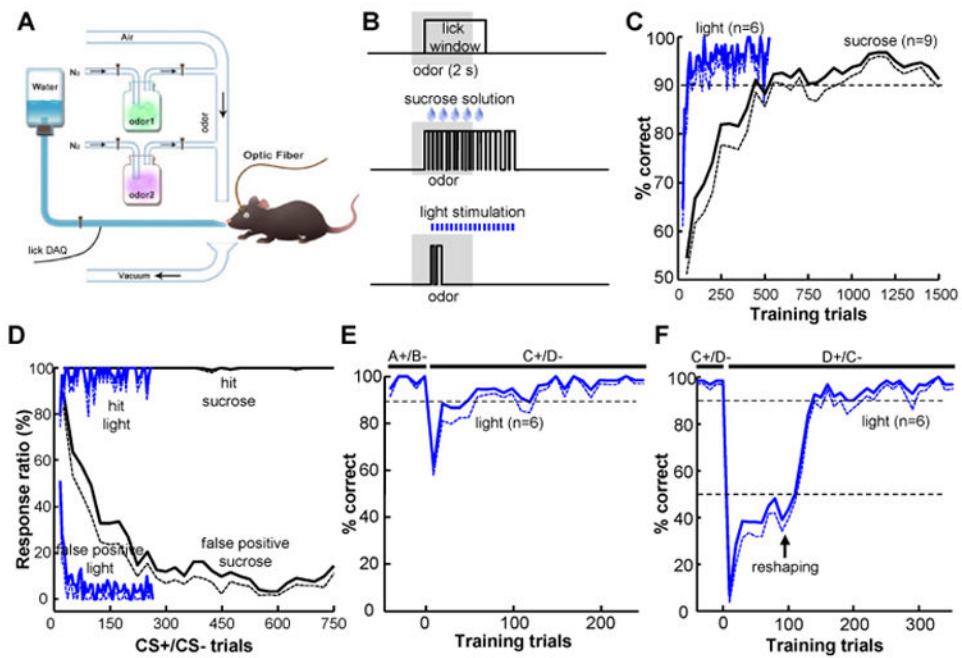 A
Air
N₂
Water
odor1
odor
N₂
odor2
Optic Fiber
lick DAQ
Vacuum
B
lick
window
odor (2 s)
sucrose solution
odor
light stimulation
odor
C
light (n=6)
sucrose (n=9)
% correct
100
90
80
70
60
50
0
250
500
750
1000
1250
1500
Training trials
D
Response ratio (%)
100
80
60
40
20
0
hit
light
hit
sucrose
false positive
light
false positive
sucrose
0
150
300
450
600
750
CS+/CS- trials
E
A+/B-
C+/D-
% correct
100
80
60
40
20
0
light (n=6)
0
100
200
Training trials
F
C+/D-
D+/C-
% correct
100
80
60
40
20
0
light (n=6)
reshaping
0
100
200
300
Training trials